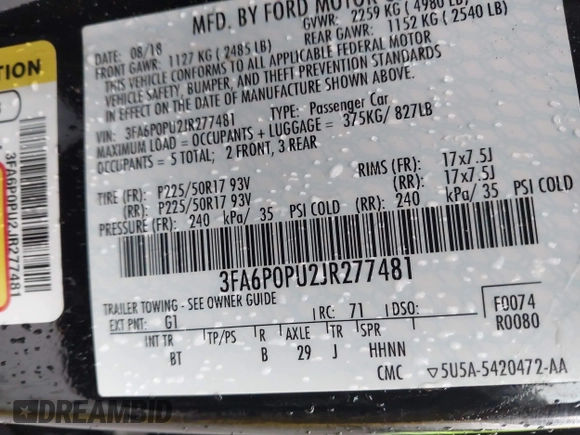 MFD. BY FORD MOTOR
DATE: 08/18
GVWR: 2259 KG (4980 LB)
FRONT GAWR: 1127 KG (2485 LB)
REAR GAWR: 1152 KG (2540 LB)
THIS VEHICLE CONFORMS TO ALL APPLICABLE FEDERAL MOTOR
VEHICLE SAFETY, BUMPER, AND THEFT PREVENTION STANDARDS
IN EFFECT ON THE DATE OF MANUFACTURE SHOWN ABOVE
VIN: 3FA6P0PU2JR277481
TYPE: Passenger Car
MAXIMUM LOAD = OCCUPANTS + LUGGAGE = 375KG/ 827LB
OCCUPANTS = 5 TOTAL; 2 FRONT, 3 REAR
TIRE (FR): P225/50R17 93V
RIMS (FR): 17x7.5J
(RR): P225/50R17 93V
(RR): 17x7.5J
PRESSURE (FR): 240 kPa/ 35 PSI COLD (RR): 240 kPa/ 35 PSI COLD
3FA6P0PU2JR277481
TRAILER TOWING - SEE OWNER GUIDE
EXT PNT: G1
RC: 71
DSO:
F0074
R0080
INT TR TP/PS R AXLE TR SPR
BT B 29 J HHNN
CMC
▽5U5A-5420472-AA
TION
3FA6P0PU2JR277481
DREAMBID